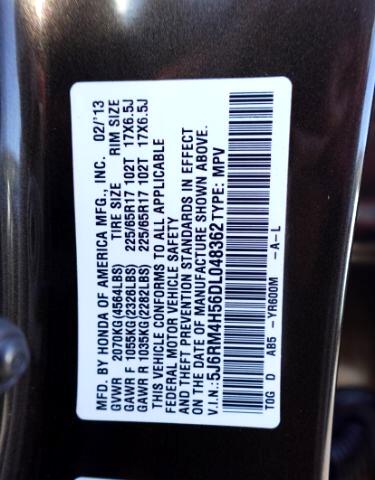 MFD. BY HONDA OF AMERICA MFG., INC. 02/'13
GVWR 2070KG(4564LBS) TIRE SIZE RIM SIZE
GAWR F 1055KG(2326LBS) 225/65R17 102T 17X6.5J
GAWR R 1035KG(2282LBS) 225/65R17 102T 17X6.5J
THIS VEHICLE CONFORMS TO ALL APPLICABLE
FEDERAL MOTOR VEHICLE SAFETY
AND THEFT PREVENTION STANDARDS IN EFFECT
ON THE DATE OF MANUFACTURE SHOWN ABOVE.
V.I.N.: 5J6RM4H56DL048362 TYPE: MPV
TOG D AB5 -YR600M -A-L